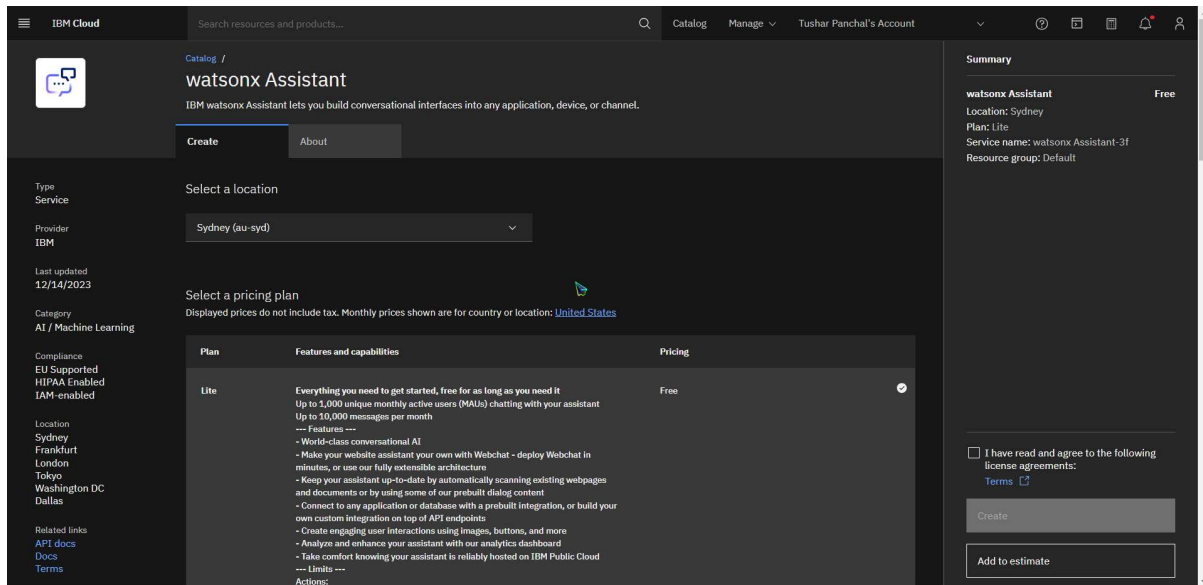 IBM Cloud
Search resources and products...
Catalog
Manage
Tushar Panchal's Account
Catalog /
watsonx Assistant
IBM watsonx Assistant lets you build conversational interfaces into any application, device, or channel.
Create
About
Type
Service
Provider
IBM
Last updated
12/14/2023
Category
AI / Machine Learning
Compliance
EU Supported
HIPAA Enabled
IAM-enabled
Location
Sydney
Frankfurt
London
Tokyo
Washington DC
Dallas
Related links
API docs
Docs
Terms
Select a location
Sydney (au-syd)
Select a pricing plan
Displayed prices do not include tax. Monthly prices shown are for country or location: United States
Plan
Features and capabilities
Pricing
Lite
Everything you need to get started, free for as long as you need it
Up to 1,000 unique monthly active users (MAUs) chatting with your assistant
Up to 10,000 messages per month
--- Features ---
- World-class conversational AI
- Make your website assistant your own with Webchat - deploy Webchat in
minutes, or use our fully extensible architecture
- Keep your assistant up-to-date by automatically scanning existing webpages
and documents or by using some of our prebuilt dialog content
- Connect to any application or database with a prebuilt integration, or build your
own custom integration on top of API endpoints
- Create engaging user interactions using images, buttons, and more
- Analyze and enhance your assistant with our analytics dashboard
- Take comfort knowing your assistant is reliably hosted on IBM Public Cloud
--- Limits ---
Actions:
Free
Summary
watsonx Assistant
Free
Location: Sydney
Plan: Lite
Service name: watsonx Assistant-3f
Resource group: Default
I have read and agree to the following
license agreements:
Terms
Create
Add to estimate